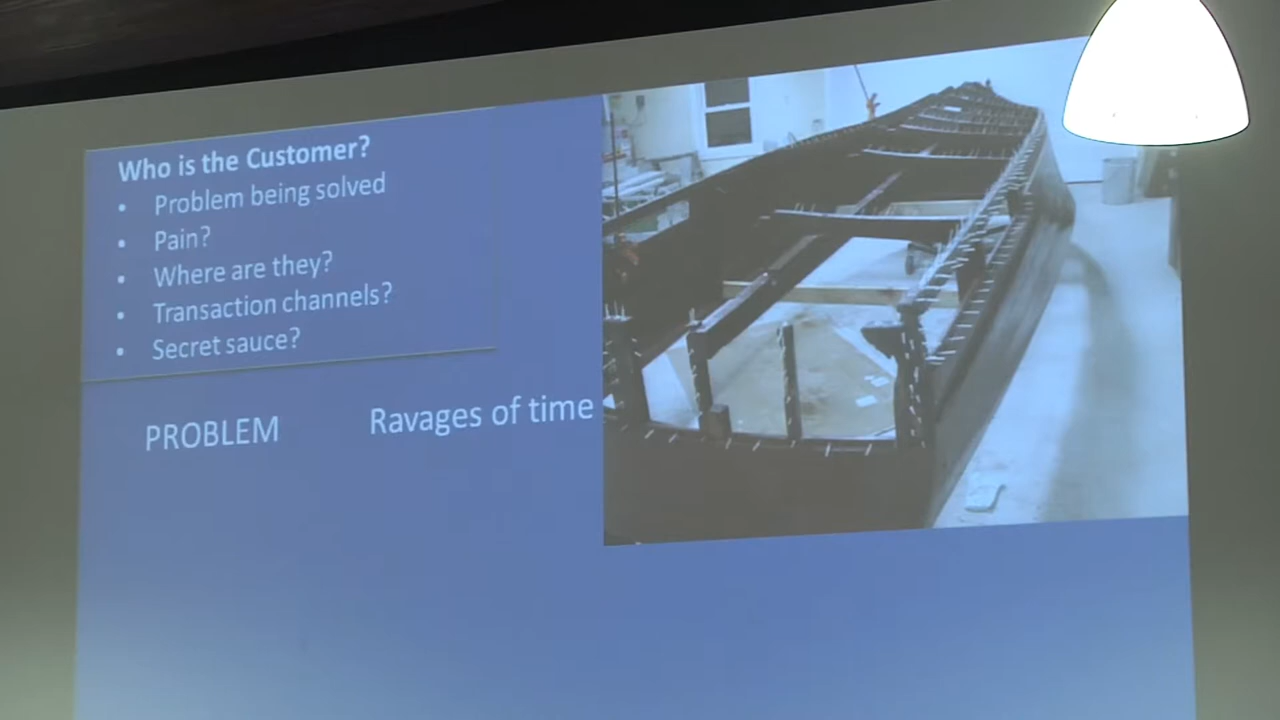 Who is the Customer?
• Problem being solved
• Pain?
• Where are they?
• Transaction channels?
• Secret sauce?
PROBLEM Ravages of time